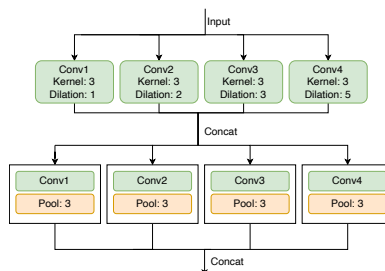 Input
Conv1 Conv2 Conv3 Conv4
Kernel: 3 Kernel: 3 Kernel: 3 Kernel: 3
Dilation: 1 Dilation: 2 Dilation: 3 Dilation: 5
Concat
Conv1 Conv2 Conv3 Conv4
Pool: 3 Pool: 3 Pool: 3 Pool: 3
Concat